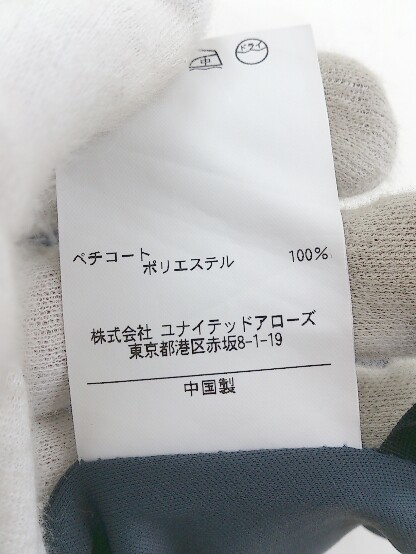 中 ドライ
ペチコート
ポリエステル 100%
株式会社 ユナイテッドアローズ
東京都港区赤坂8-1-19
中国製